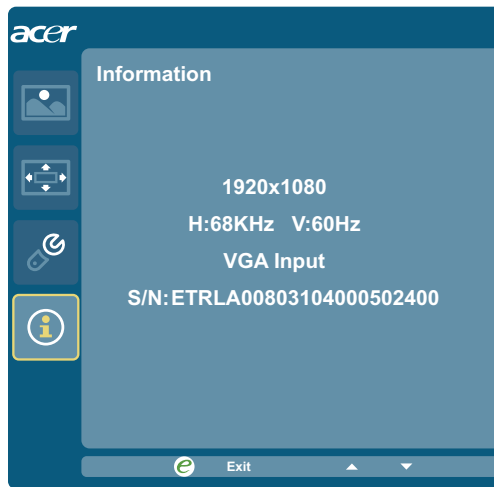 acer
Information
1920x1080
H:68KHz V:60Hz
VGA Input
S/N:ETRLA00803104000502400
e Exit